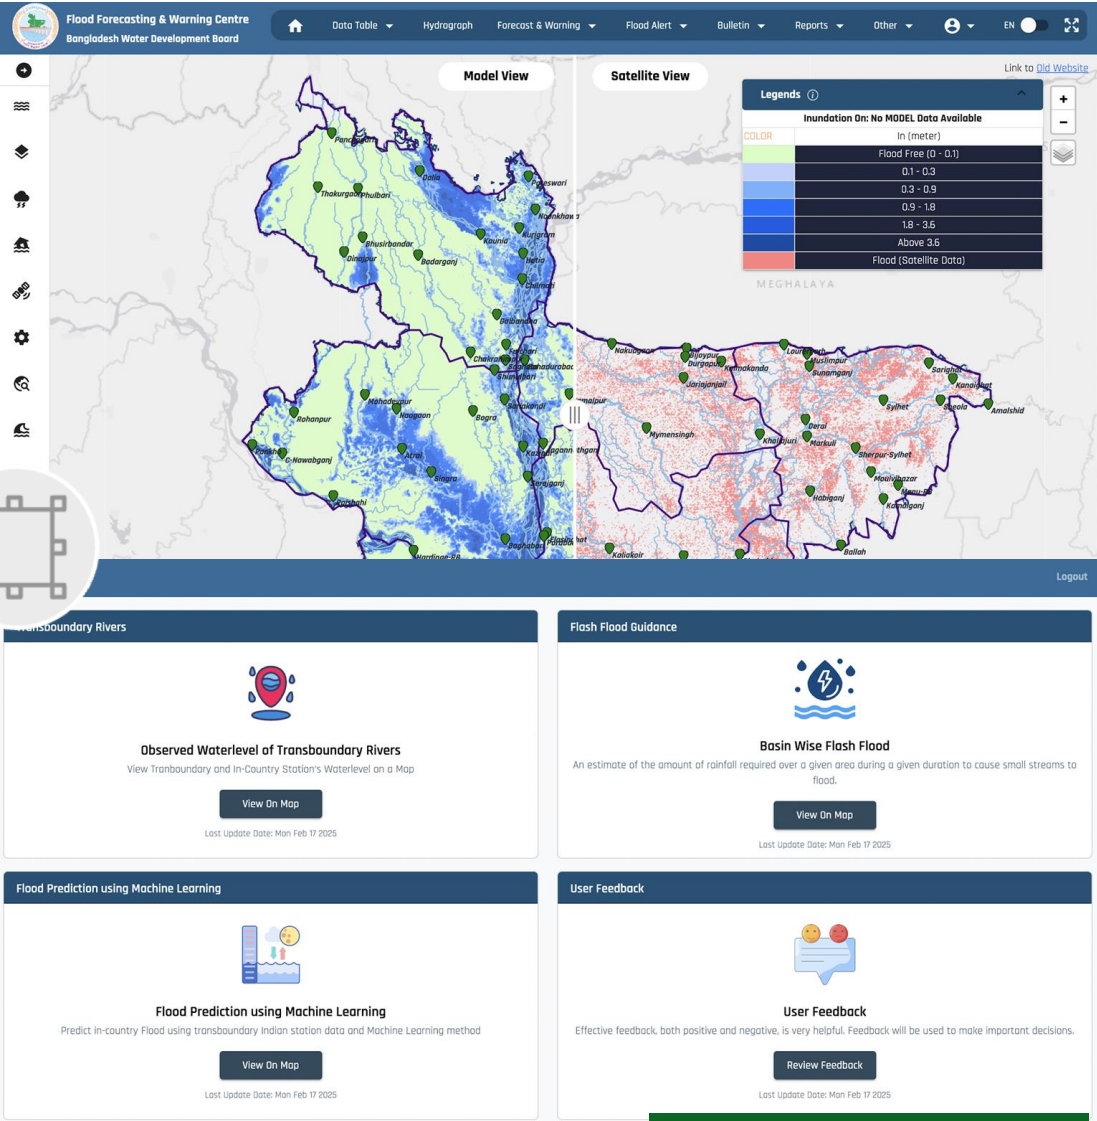 Flood Forecasting & Warning Centre
Bangladesh Water Development Board
Data Table
Hydrograph
Forecast & Warning
Flood Alert
Bulletin
Reports
Other
EN
Link to Old Website
Model View
Satellite View
Legends
Inundation On: No MODEL Data Available
COLOR In (meter)
Flood Free (0 - 0.1)
0.1 - 0.3
0.3 - 0.9
0.9 - 1.8
1.8 - 3.6
Above 3.6
Flood (Satellite Data)
MEGHALAYA
Dalia
Thakurgaon
Phulbari
Kaunia
Kurigram
Bhusirbandar
Dinajpur
Badarganj
Hatia
Chilmari
Gaibandha
Nakuagaon
Bijoypur
Durgapur
Kalmakanda
Jariajanjail
Muslimpur
Sunamganj
Sarighat
Kanaighat
Sheola
Amalshid
Sylhet
Mohadevpur
Naogaon
Rohanpur
Bogra
Sariakandi
C-Nawabganj
Atrai
Singra
Serajganj
Rajshahi
Mymensingh
Khaliajuri
Derai
Markuli
Sherpur-Sylhet
Moulvibazar
Kamalganj
Habiganj
Ballah
Kaliakoir
Hardinge-RB
Logout
Transboundary Rivers
Observed Waterlevel of Transboundary Rivers
View Tranboundary and In-Country Station's Waterlevel on a Map
View On Map
Last Update Date: Mon Feb 17 2025
Flash Flood Guidance
Basin Wise Flash Flood
An estimate of the amount of rainfall required over a given area during a given duration to cause small streams to
flood.
View On Map
Last Update Date: Mon Feb 17 2025
Flood Prediction using Machine Learning
Flood Prediction using Machine Learning
Predict in-country Flood using transboundary Indian station data and Machine Learning method
View On Map
Last Update Date: Mon Feb 17 2025
User Feedback
User Feedback
Effective feedback, both positive and negative, is very helpful. Feedback will be used to make important decisions.
Review Feedback
Last Update Date: Mon Feb 17 2025